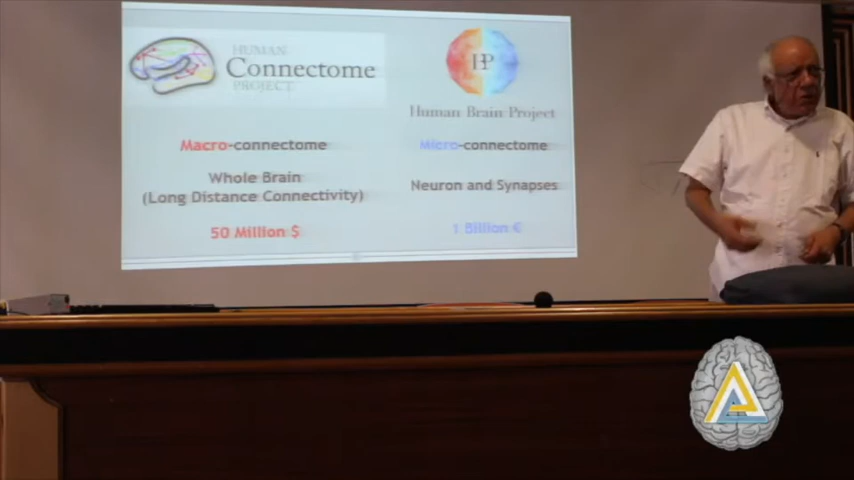 HUMAN
Connectome
PROJECT
Macro-connectome
Whole Brain
(Long Distance Connectivity)
50 Million $
HP
Human Brain Project
Micro-connectome
Neuron and Synapses
1 Billion €